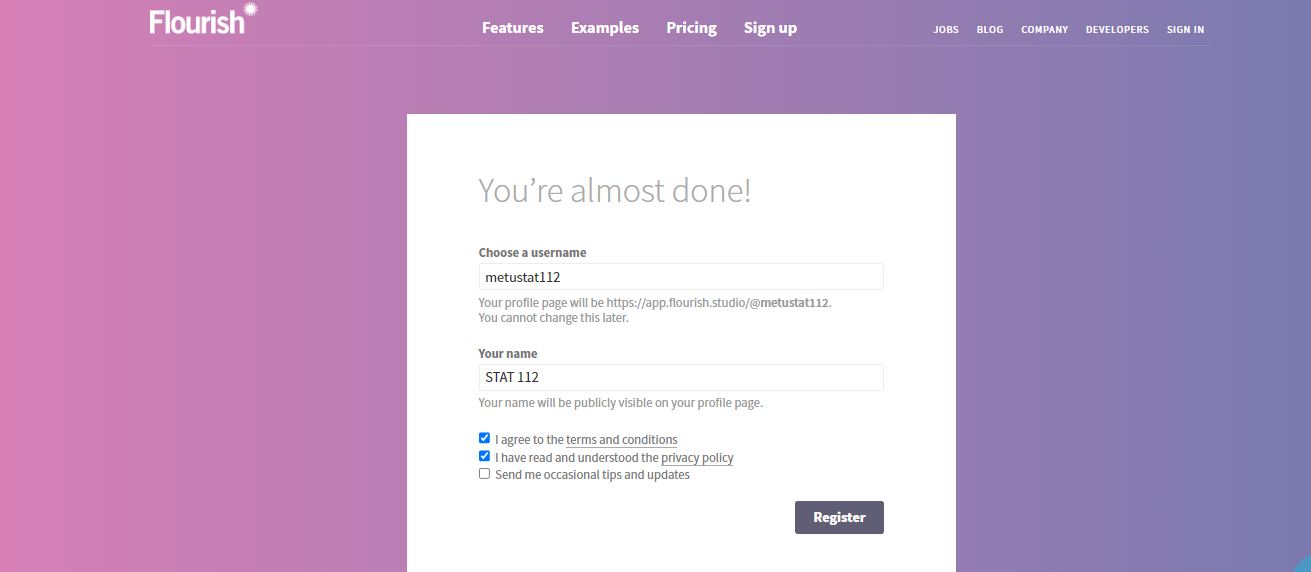 Flourish
Features Examples Pricing Sign up
JOBS BLOG COMPANY DEVELOPERS SIGN IN
You're almost done!
Choose a username
metustat112
Your profile page will be https://app.flourish.studio/@metustat112.
You cannot change this later.
Your name
STAT 112
Your name will be publicly visible on your profile page.
I agree to the terms and conditions
I have read and understood the privacy policy
Send me occasional tips and updates
Register